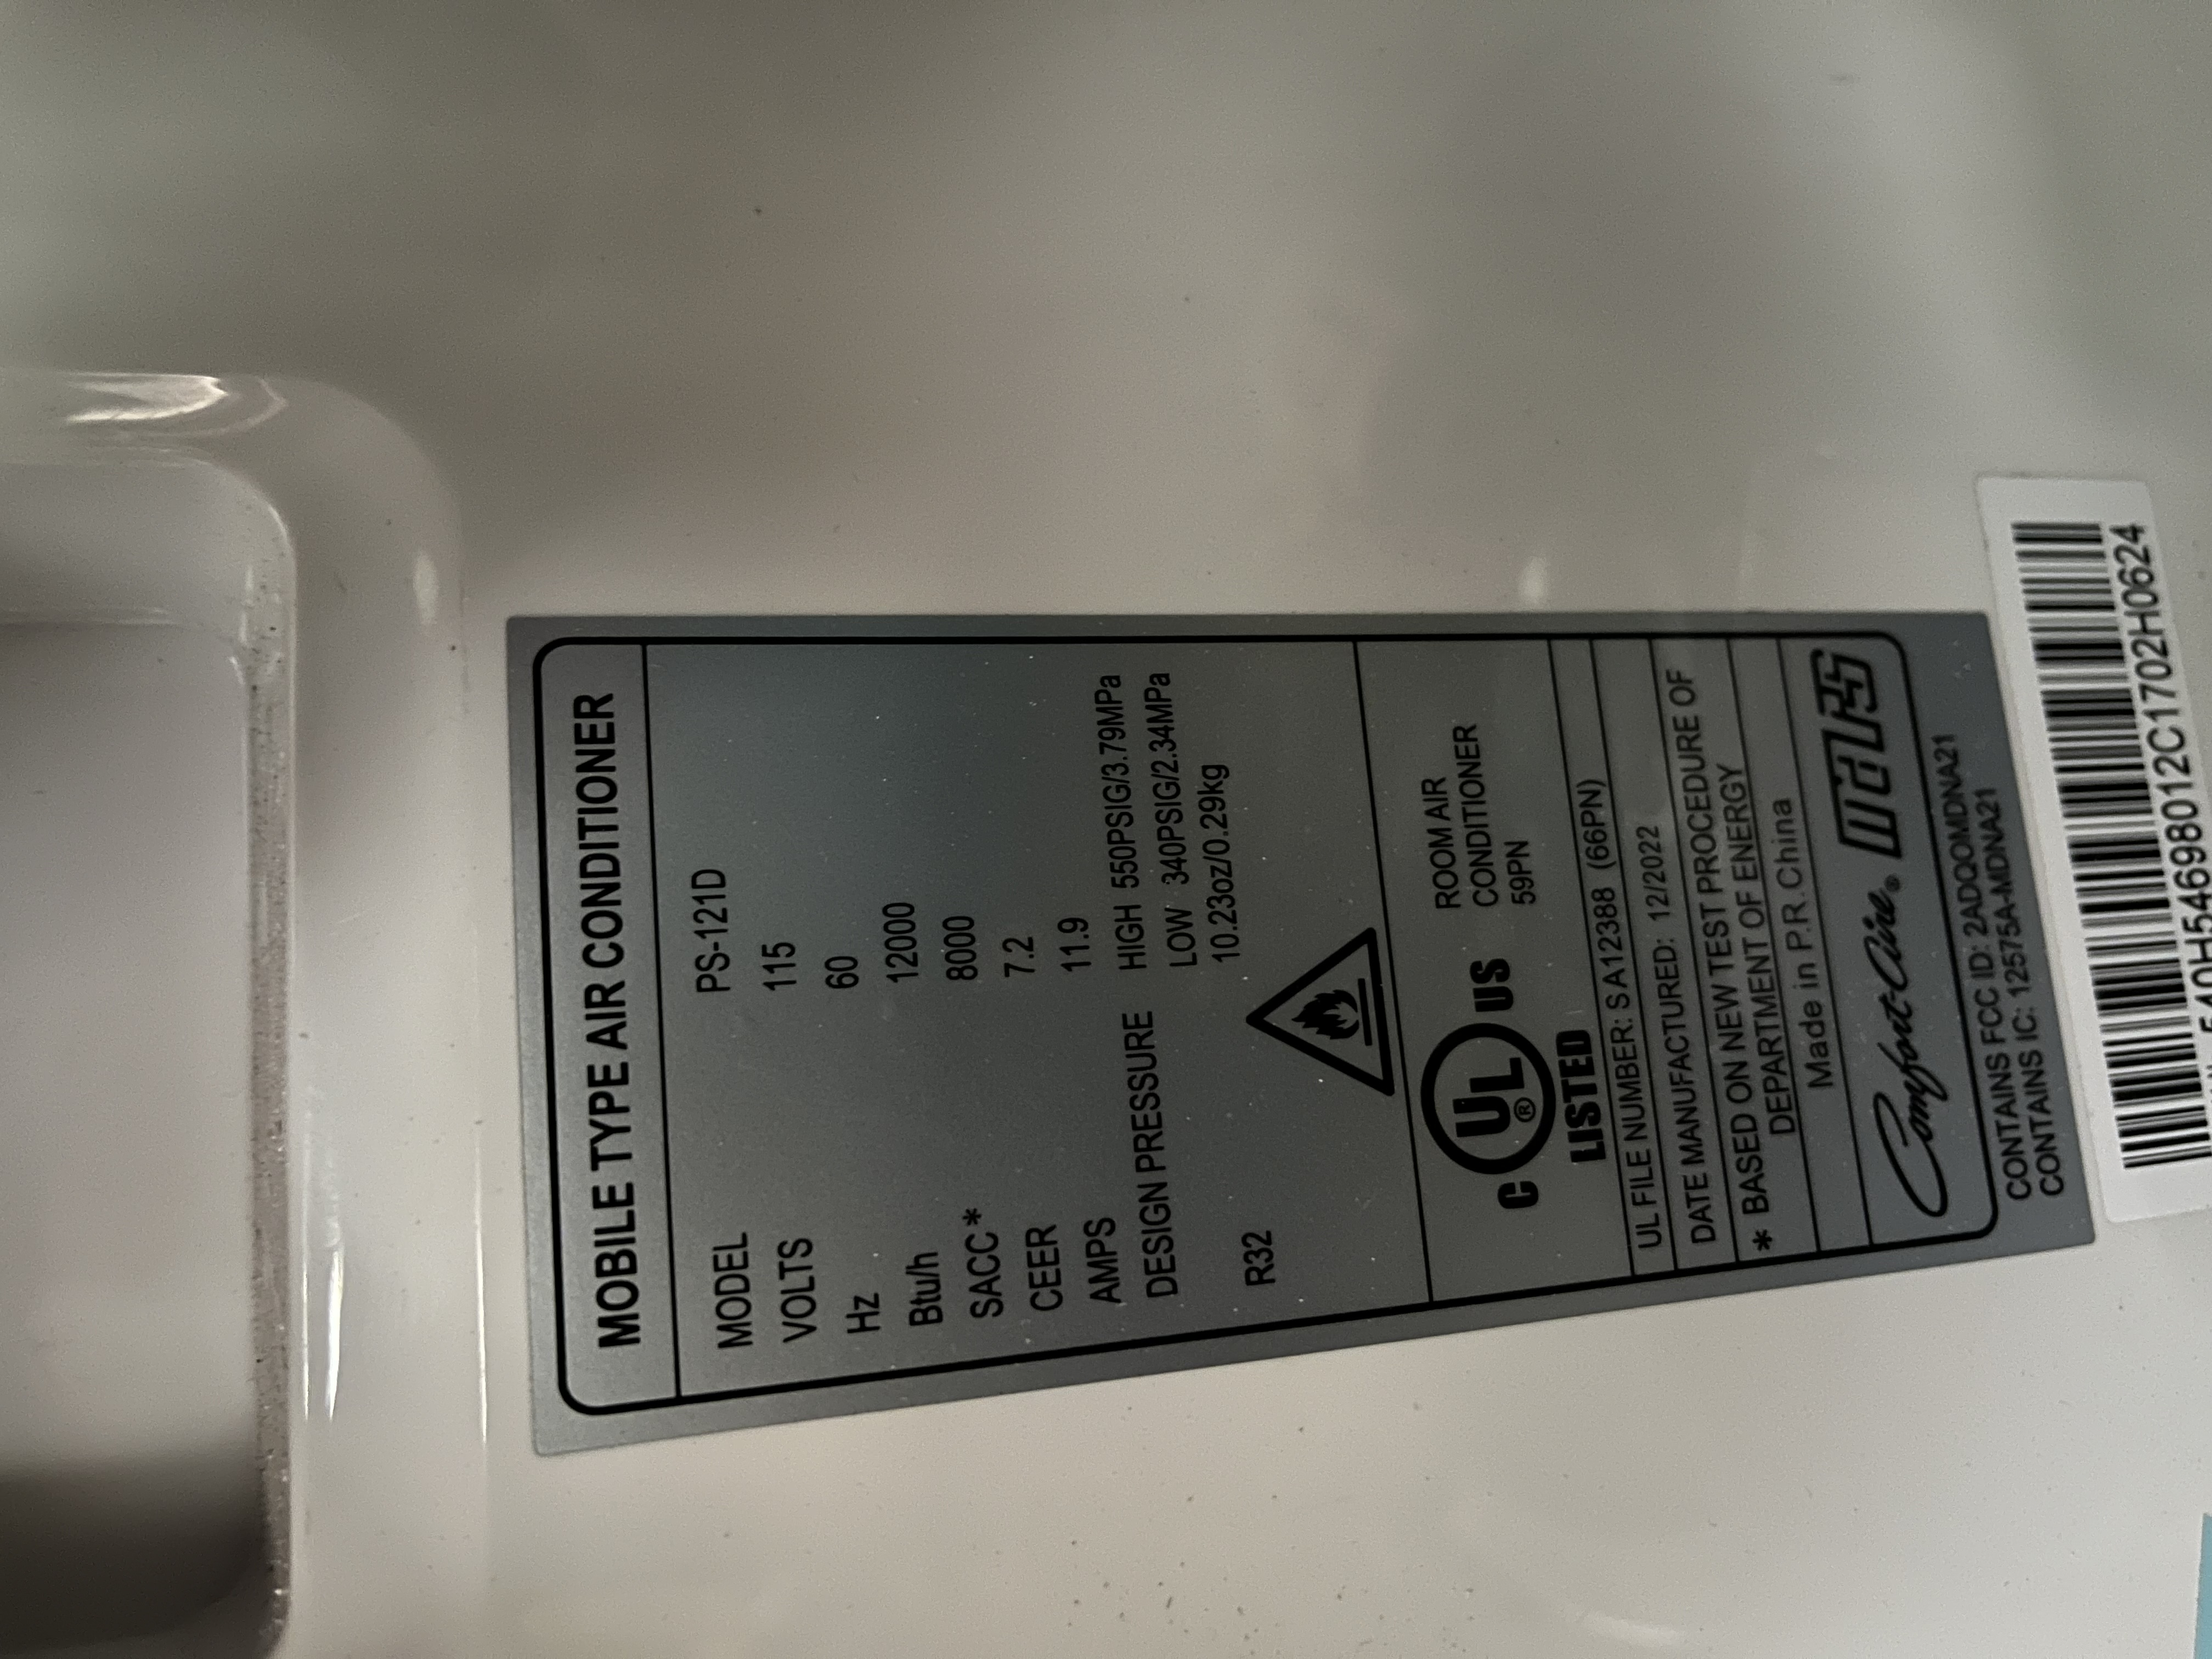 MOBILE TYPE AIR CONDITIONER
MODEL PS-121D
VOLTS 115
Hz 60
Btu/h 12000
SACC* 8000
CEER 7.2
AMPS 11.9
DESIGN PRESSURE HIGH 550PSIG/3.79MPa
LOW 340PSIG/2.34MPa
R32 10.23oz/0.29kg
C UL® US
LISTED
ROOM AIR
CONDITIONER
59PN
UL FILE NUMBER: SA12388 (66PN)
DATE MANUFACTURED: 12/2022
* BASED ON NEW TEST PROCEDURE OF
DEPARTMENT OF ENERGY
Made in P.R.China
Comfort-Aire®
CONTAINS FCC ID: 2ADQOMDNA21
CONTAINS IC: 12575A-MDNA21